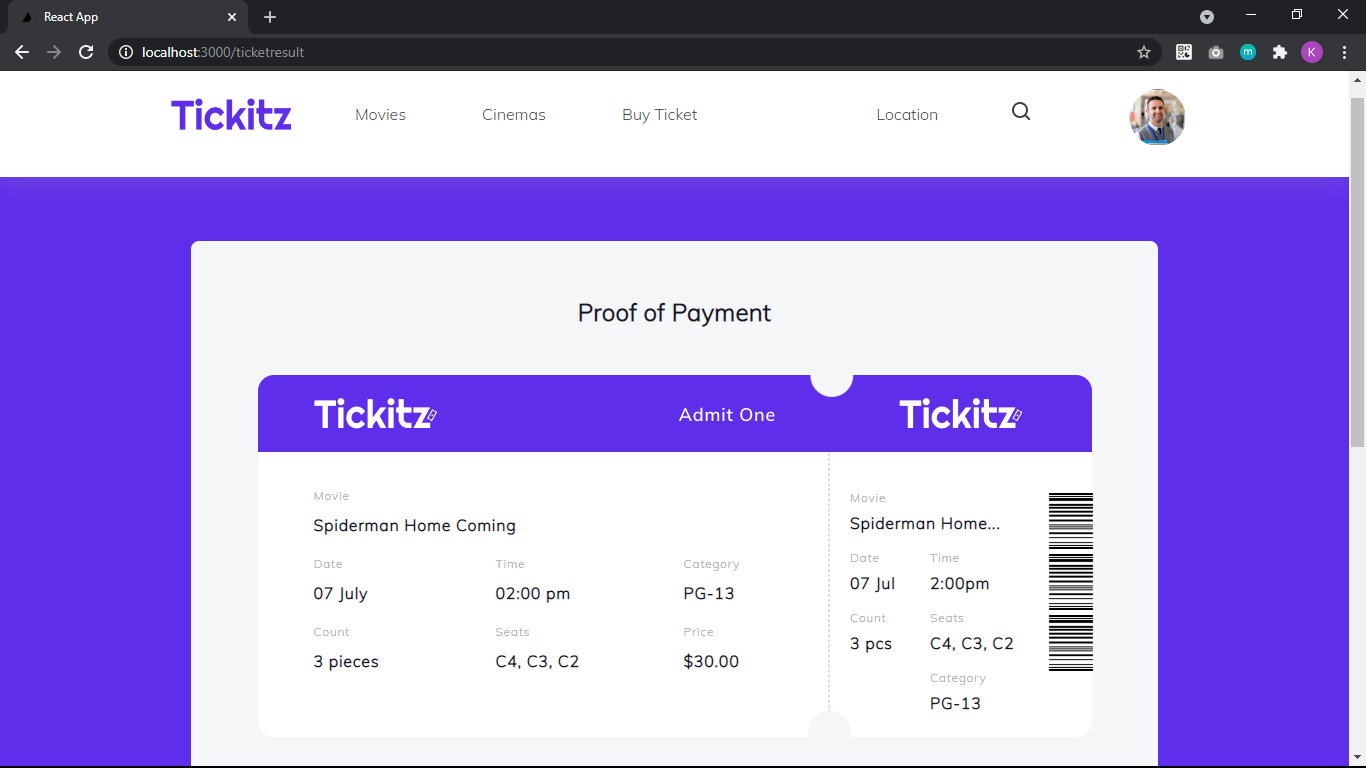 React App
localhost:3000/ticketresult
m
K
Tickitz
Movies
Cinemas
Buy Ticket
Location
Proof of Payment
Tickitz
Admit One
Tickitz
Movie
Spiderman Home Coming
Date
Time
Category
07 July
02:00 pm
PG-13
Count
Seats
Price
3 pieces
C4, C3, C2
$30.00
Movie
Spiderman Home...
Date
Time
07 Jul
2:00pm
Count
Seats
3 pcs
C4, C3, C2
Category
PG-13